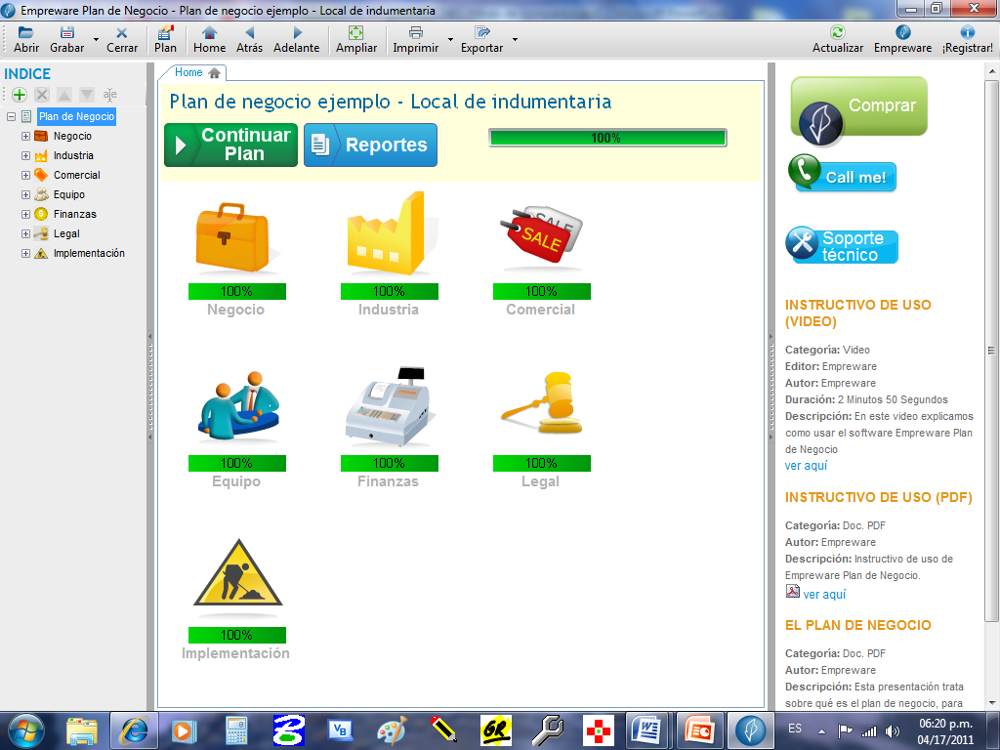 Empreware Plan de Negocio - Plan de negocio ejemplo - Local de indumentaria
Abrir Grabar Cerrar Plan Home Atrás Adelante Ampliar Imprimir Exportar Actualizar Empreware ¡Registrar!
INDICE
Plan de Negocio
Negocio
Industria
Comercial
Equipo
Finanzas
Legal
Implementación
Home
Plan de negocio ejemplo - Local de indumentaria
Continuar
Plan
Reportes
100%
SALE
SALE
100% 100% 100%
Negocio Industria Comercial
100% 100% 100%
Equipo Finanzas Legal
100%
Implementación
Comprar
Call me!
Soporte
técnico
INSTRUCTIVO DE USO
(VIDEO)
Categoría: Video
Editor: Empreware
Autor: Empreware
Duración: 2 Minutos 50 Segundos
Descripción: En este video explicamos
como usar el software Empreware Plan
de Negocio
ver aquí
INSTRUCTIVO DE USO (PDF)
Categoría: Doc. PDF
Autor: Empreware
Descripción: Instructivo de uso de
Empreware Plan de Negocio.
ver aquí
EL PLAN DE NEGOCIO
Categoría: Doc. PDF
Autor: Empreware
Descripción: Esta presentación trata
sobre qué es el plan de negocio, para
VB
GR
ES
06:20 p.m.
04/17/2011